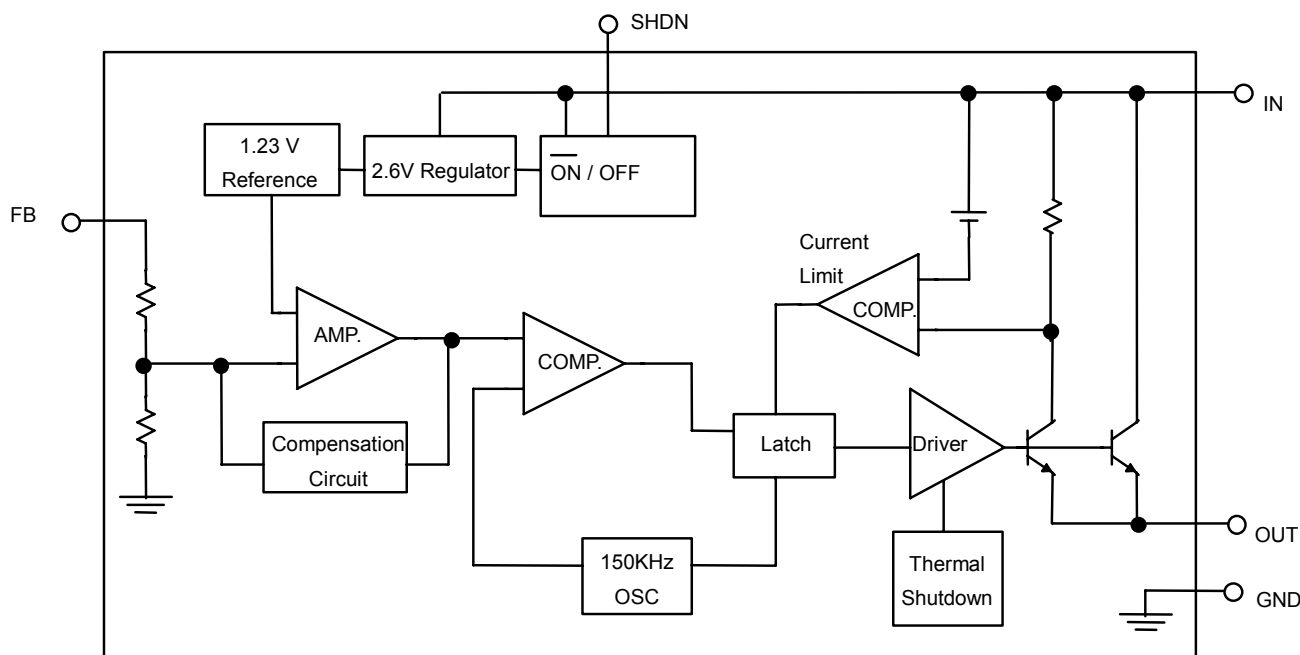 SHDN
IN
1.23 V
Reference
2.6V Regulator
ON / OFF
FB
Current
Limit
COMP.
AMP.
COMP.
Compensation
Circuit
Latch
Driver
150KHz
OSC
Thermal
Shutdown
OUT
GND